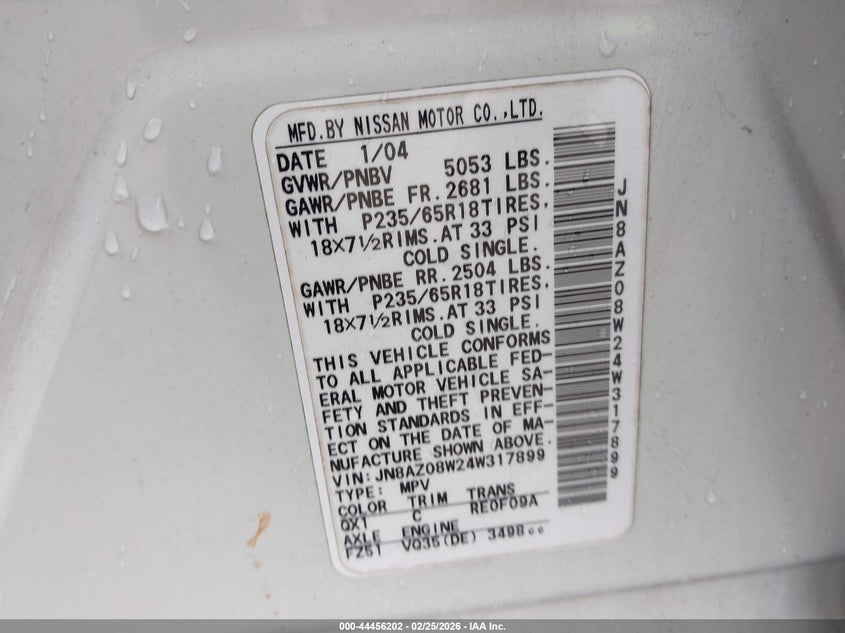 MFD.BY NISSAN MOTOR CO.,LTD.
DATE 1/04
GVWR/PNBV 5053 LBS.
GAWR/PNBE FR.2681 LBS.
WITH P235/65R18TIRES,
18X7½RIMS.AT 33 PSI
COLD SINGLE.
GAWR/PNBE RR.2504 LBS.
WITH P235/65R18TIRES,
18X7½RIMS.AT 33 PSI
COLD SINGLE.
THIS VEHICLE CONFORMS
TO ALL APPLICABLE FED-
ERAL MOTOR VEHICLE SA-
FETY AND THEFT PREVEN-
TION STANDARDS IN EFF-
ECT ON THE DATE OF MA-
NUFACTURE SHOWN ABOVE.
VIN:JN8AZ08W24W317899
TYPE: MPV
COLOR TRIM TRANS
QX1 C RE0F09A
AXLE ENGINE
FZ51 VQ35(DE) 3498cc
JN8AZ08W24W317899
000-44456202 - 02/25/2026 - IAA Inc.